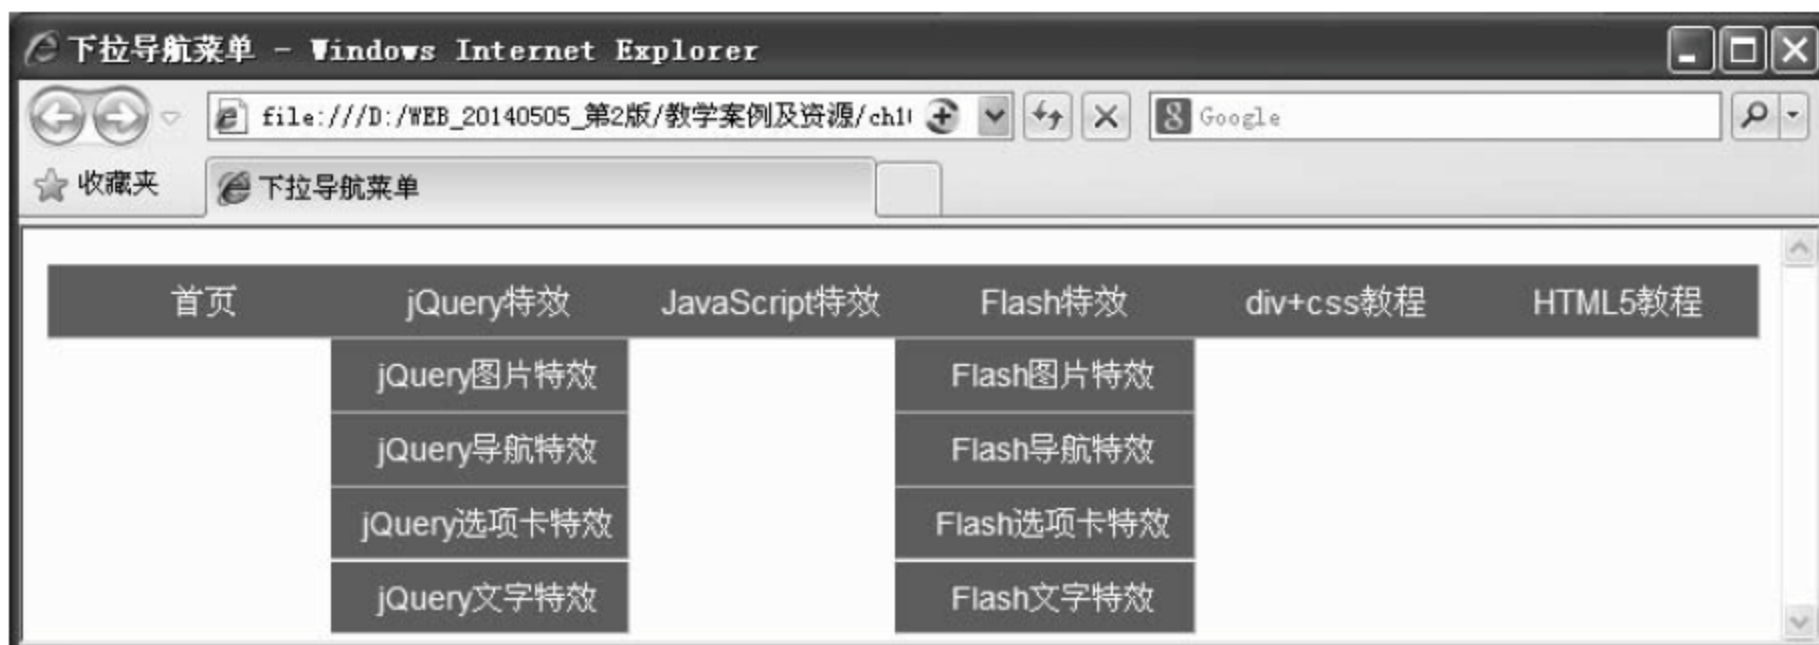 下拉导航菜单 - Windows Internet Explorer
file:///D:/WEB_20140505_第2版/教学案例及资源/ch1 Google
收藏夹 下拉导航菜单
首页 jQuery特效 JavaScript特效 Flash特效 div+css教程 HTML5教程
jQuery图片特效 Flash图片特效
jQuery导航特效 Flash导航特效
jQuery选项卡特效 Flash选项卡特效
jQuery文字特效 Flash文字特效